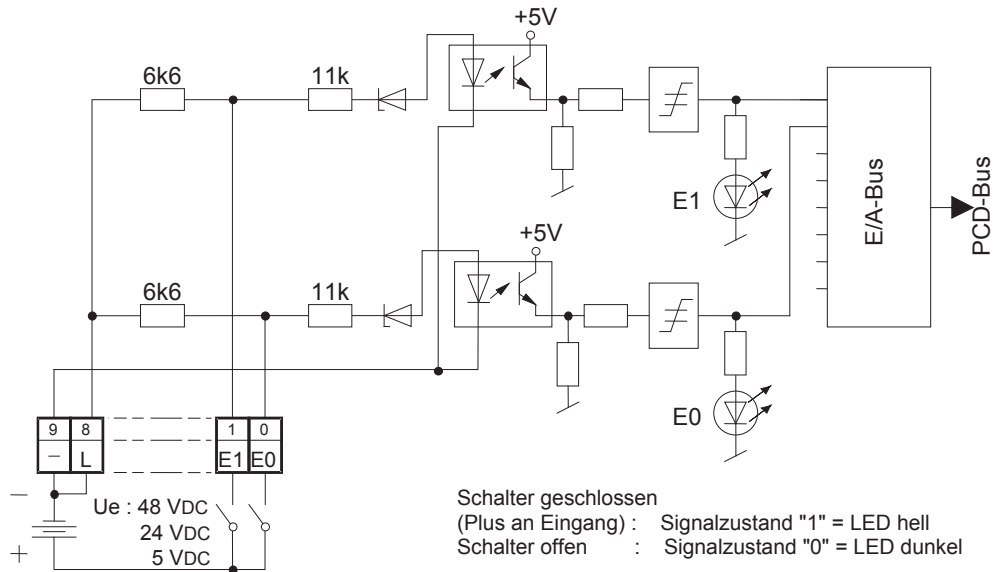 +5V
6k6
11k
E1
E/A-Bus
PCD-Bus
+5V
6k6
11k
E0
9 8 1 0
– L E1 E0
–
+
Ue : 48 VDC
24 VDC
5 VDC
Schalter geschlossen
(Plus an Eingang) : Signalzustand "1" = LED hell
Schalter offen : Signalzustand "0" = LED dunkel